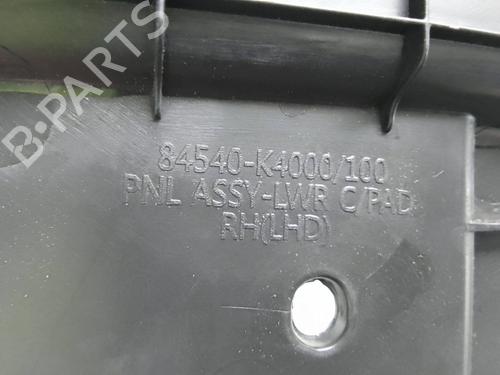 B-PARTS
84540-K4000/100
PNL ASSY-LWR C/PAD
RH(LHD)